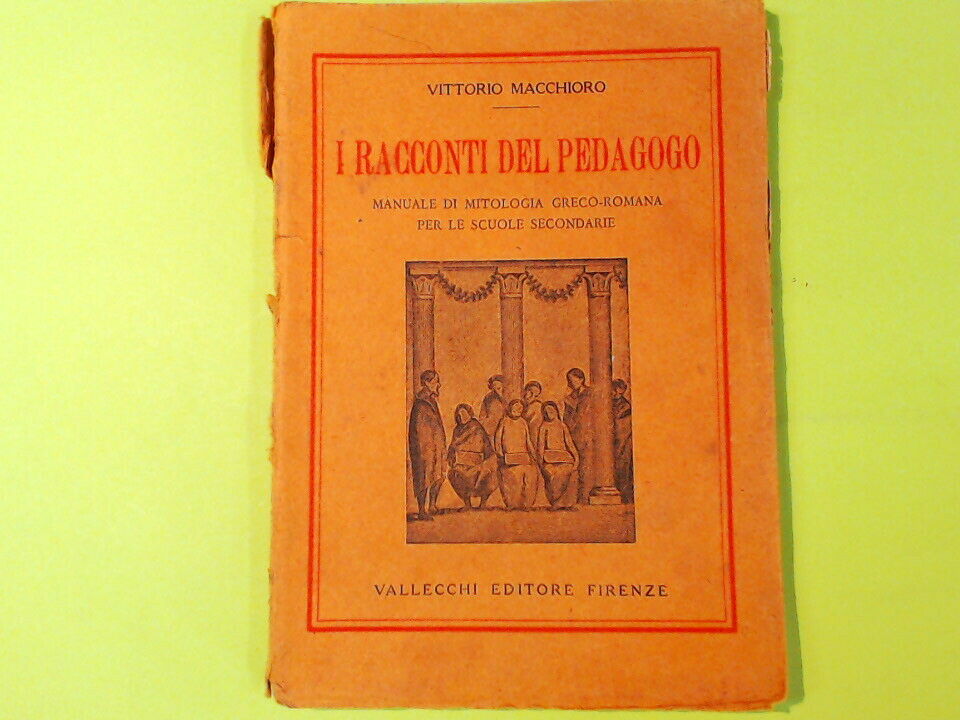 VITTORIO MACCHIORO
I RACCONTI DEL PEDAGOGO
MANUALE DI MITOLOGIA GRECO-ROMANA
PER LE SCUOLE SECONDARIE
VALLECCHI EDITORE FIRENZE